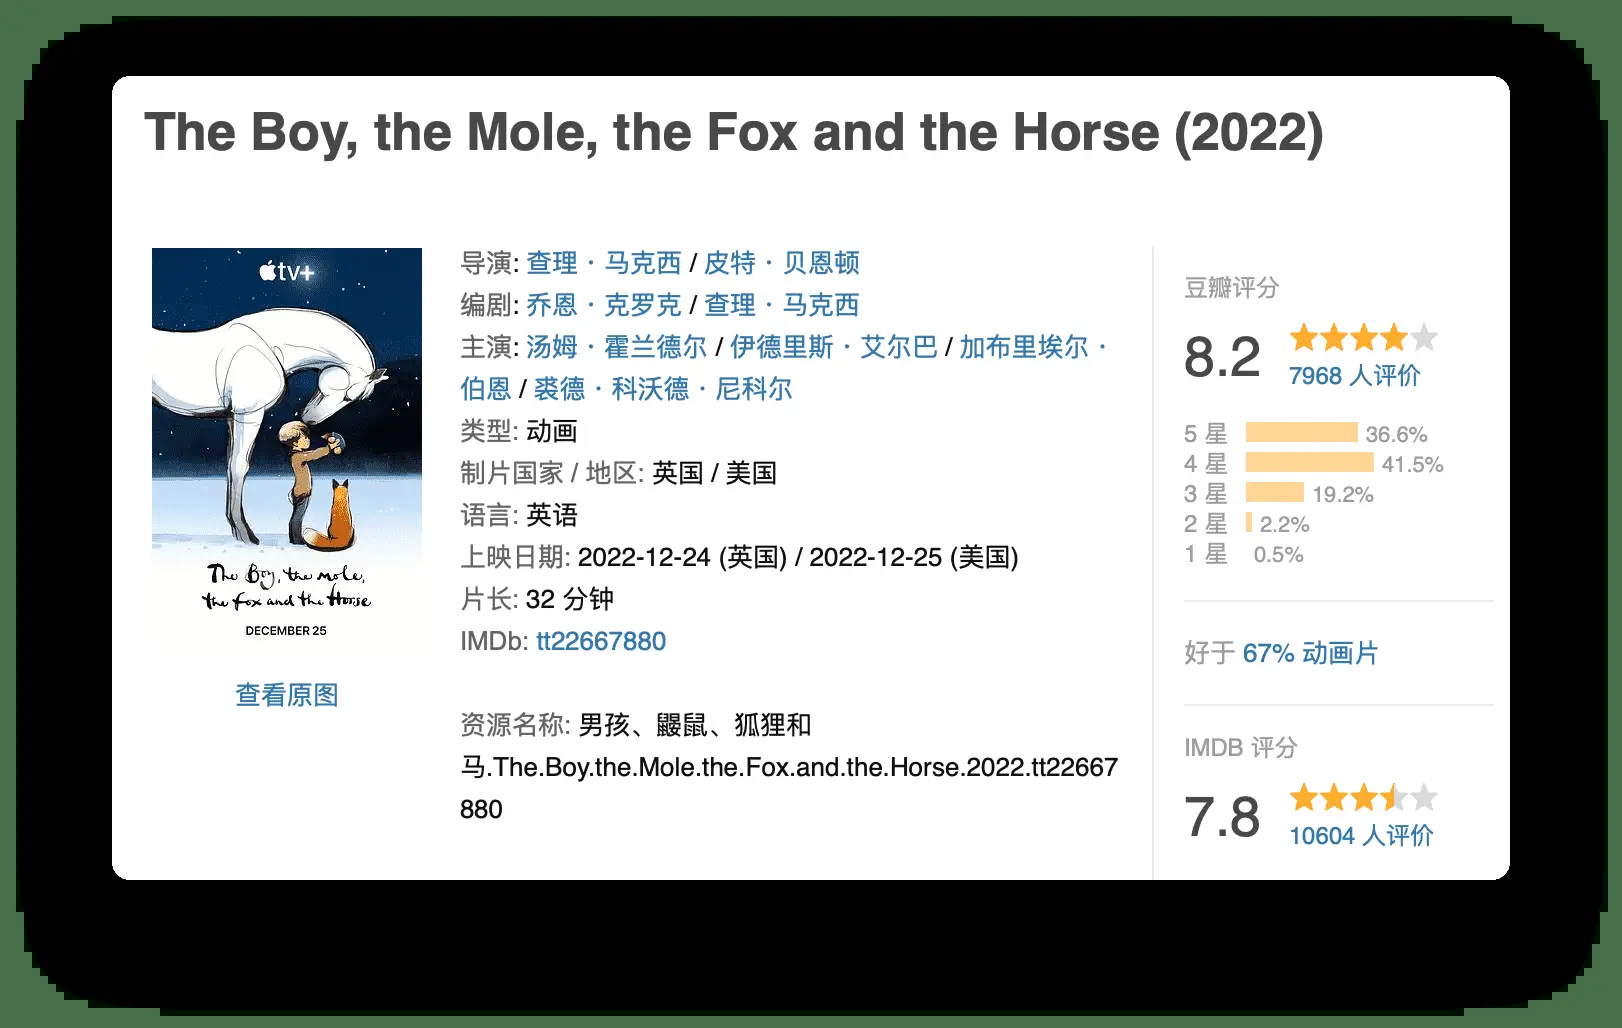 The Boy, the Mole, the Fox and the Horse (2022)
tv+
The Boy, the mole,
the fox and the Horse
DECEMBER 25
查看原图
导演: 查理·马克西 / 皮特·贝恩顿
编剧: 乔恩·克罗克 / 查理·马克西
主演: 汤姆·霍兰德尔 / 伊德里斯·艾尔巴 / 加布里埃尔·
伯恩 / 裘德·科沃德·尼科尔
类型: 动画
制片国家 / 地区: 英国 / 美国
语言: 英语
上映日期: 2022-12-24 (英国) / 2022-12-25 (美国)
片长: 32 分钟
IMDb: tt22667880
资源名称: 男孩、鼹鼠、狐狸和
马.The.Boy.the.Mole.the.Fox.and.the.Horse.2022.tt22667
880
豆瓣评分
8.2
7968 人评价
5 星 36.6%
4 星 41.5%
3 星 19.2%
2 星 2.2%
1 星 0.5%
好于 67% 动画片
IMDB 评分
7.8
10604 人评价